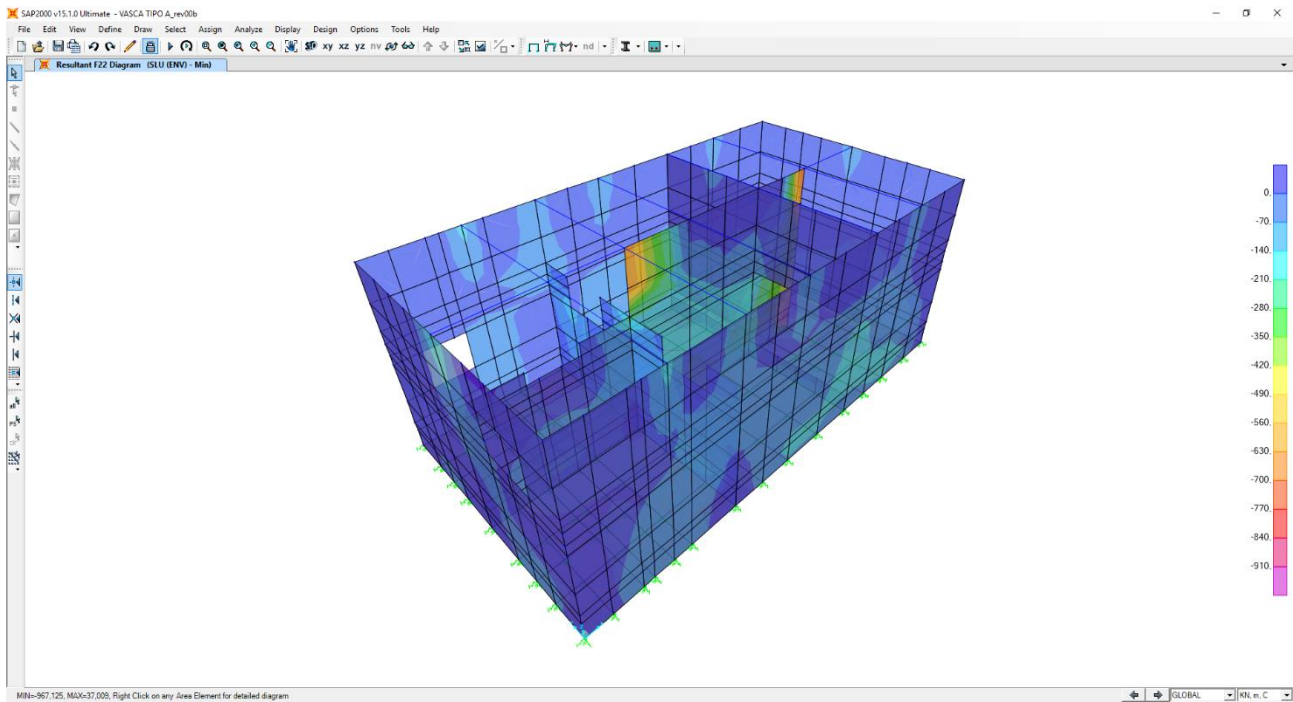 SAP2000 v15.1.0 Ultimate - VASCA TIPO A_rev00b
File Edit View Define Draw Select Assign Analyze Display Design Options Tools Help
3D xy xz yz nv nd
Resultant F22 Diagram (SLU (ENV) - Min)
0,
-70,
-140,
-210,
-280,
-350,
-420,
-490,
-560,
-630,
-700,
-770,
-840,
-910,
all
PS
MIN=-967,125, MAX=37,009, Right Click on any Area Element for detailed diagram
GLOBAL
KN, m, C